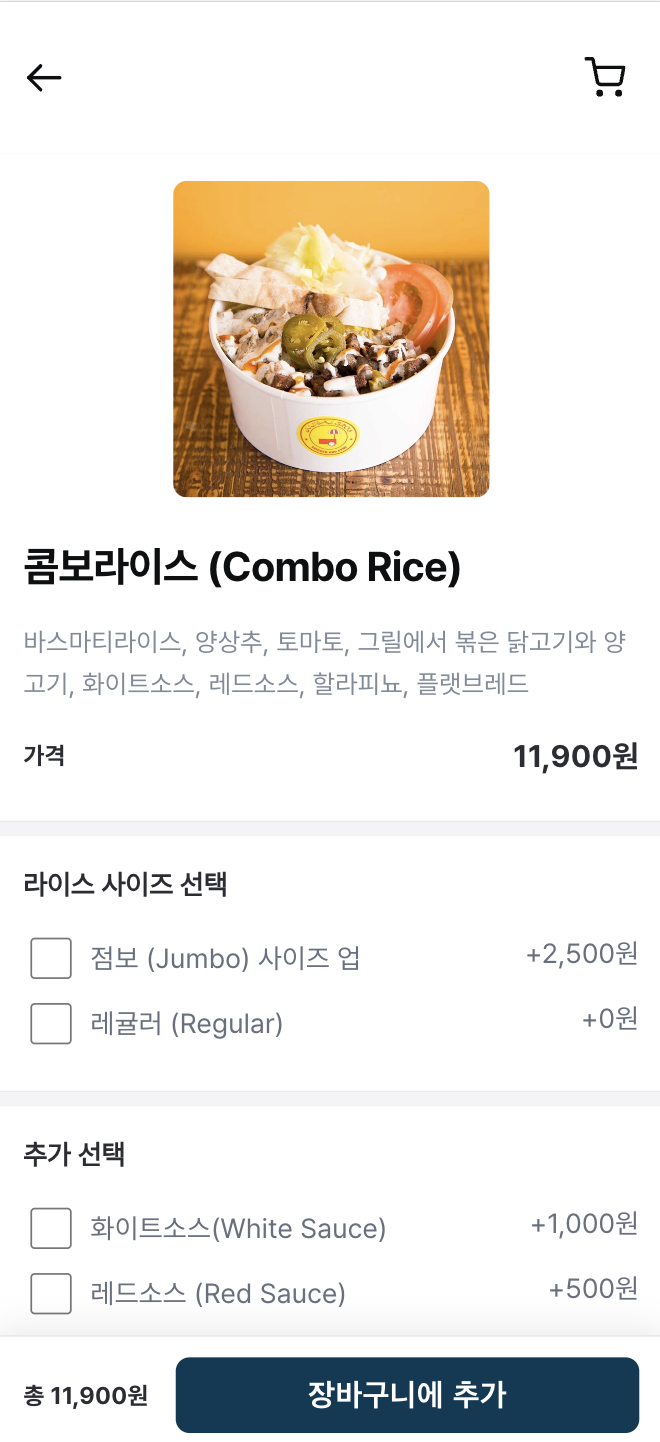 콤보라이스 (Combo Rice)
바스마티라이스, 양상추, 토마토, 그릴에서 볶은 닭고기와 양
고기, 화이트소스, 레드소스, 할라피뇨, 플랫브레드
가격 11,900원
라이스 사이즈 선택
점보 (Jumbo) 사이즈 업 +2,500원
레귤러 (Regular) +0원
추가 선택
화이트소스(White Sauce) +1,000원
레드소스 (Red Sauce) +500원
총 11,900원 장바구니에 추가